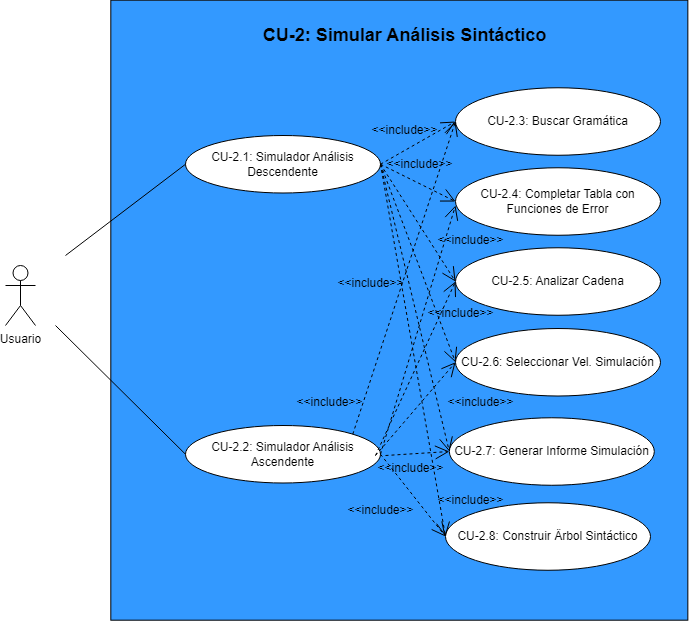 CU-2: Simular Análisis Sintáctico
CU-2.3: Buscar Gramática
<<include>>
CU-2.1: Simulador Análisis
Descendente
<<include>>
CU-2.4: Completar Tabla con
Funciones de Error
<<include>>
<<include>>
CU-2.5: Analizar Cadena
<<include>>
Usuario
CU-2.6: Seleccionar Vel. Simulación
<<include>>
<<include>>
CU-2.2: Simulador Análisis
Ascendente
CU-2.7: Generar Informe Simulación
<<include>>
<<include>>
<<include>>
CU-2.8: Construir Árbol Sintáctico